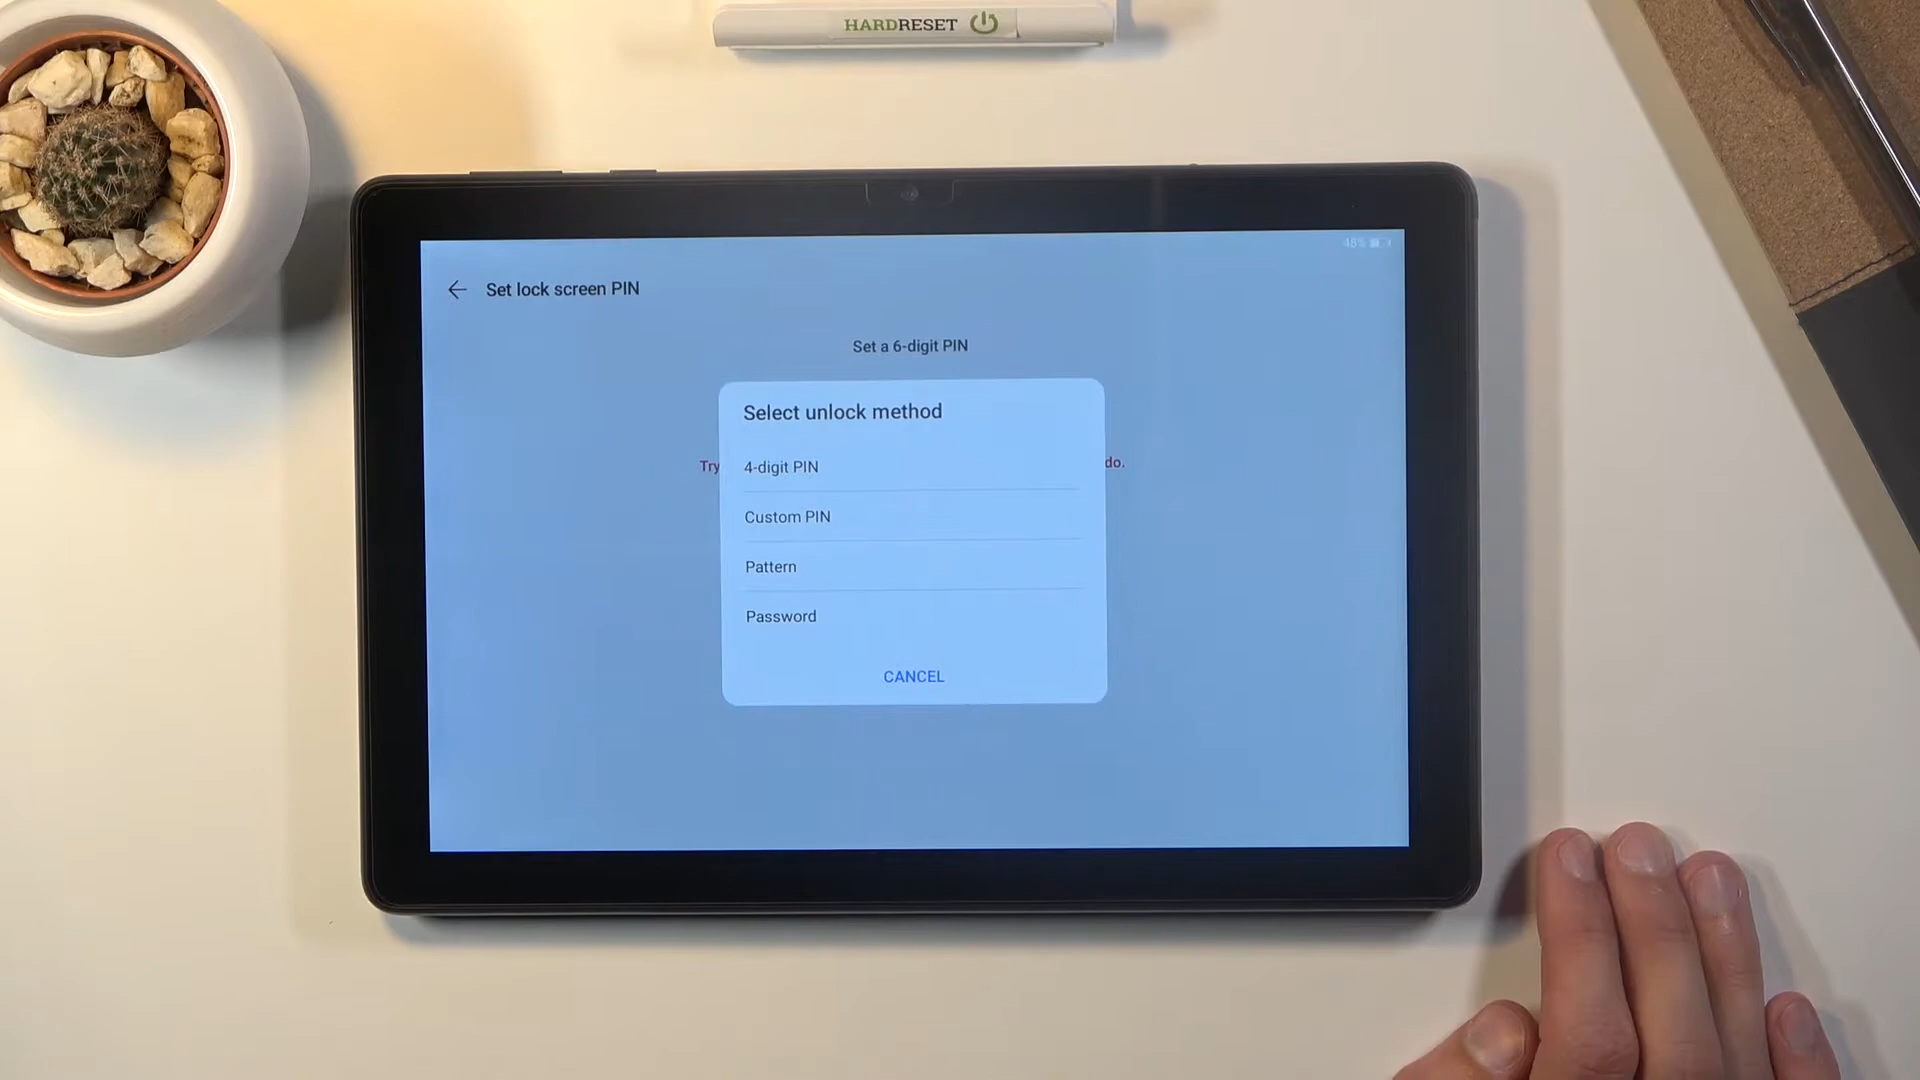 HARDRESET
48%
Set lock screen PIN
Set a 6-digit PIN
Select unlock method
Try
4-digit PIN
do.
Custom PIN
Pattern
Password
CANCEL